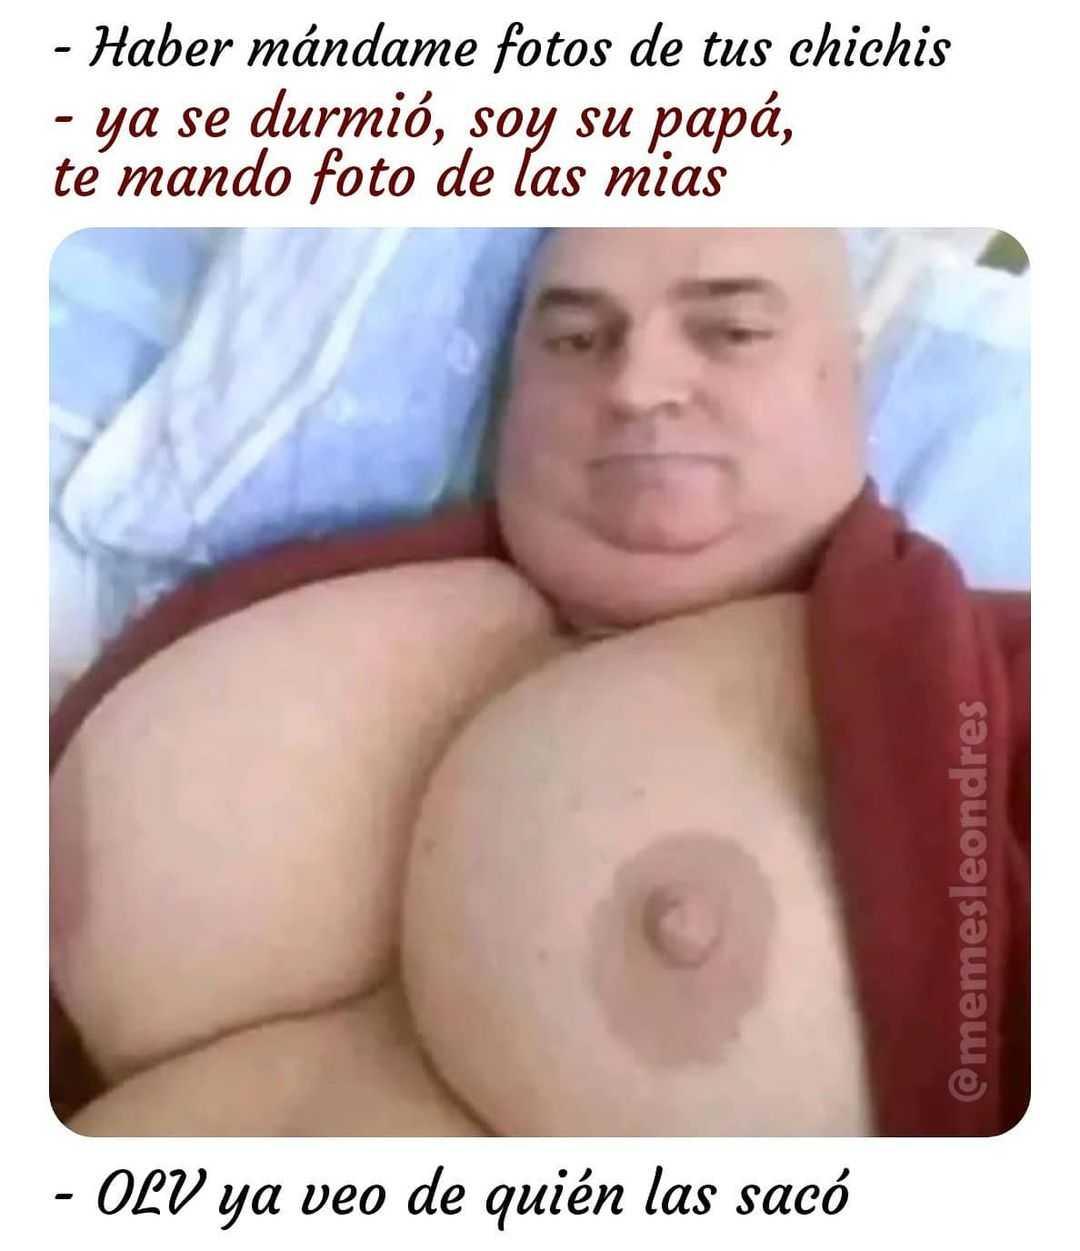 - Haber mándame fotos de tus chichis
- ya se durmió, soy su papá,
te mando foto de las mias
@memesleondres
- OLV ya veo de quién las sacó